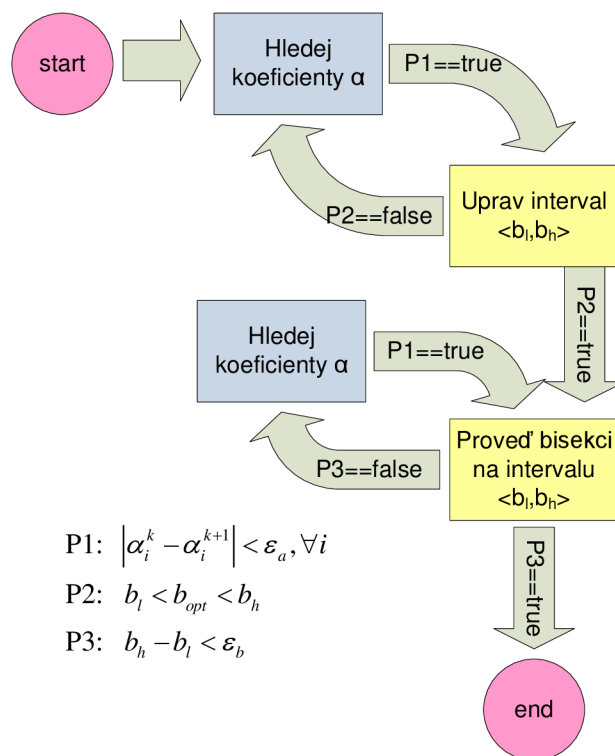 start
Hledej
koeficienty α
P1==true
P2==false
Uprav interval
<b_l,b_h>
P2==true
Hledej
koeficienty α
P1==true
P3==false
Proveď bisekci
na intervalu
<b_l,b_h>
P3==true
P1: |α_i^k − α_i^{k+1}| < ε_a, ∀i
P2: b_l < b_opt < b_h
P3: b_h − b_l < ε_b
end